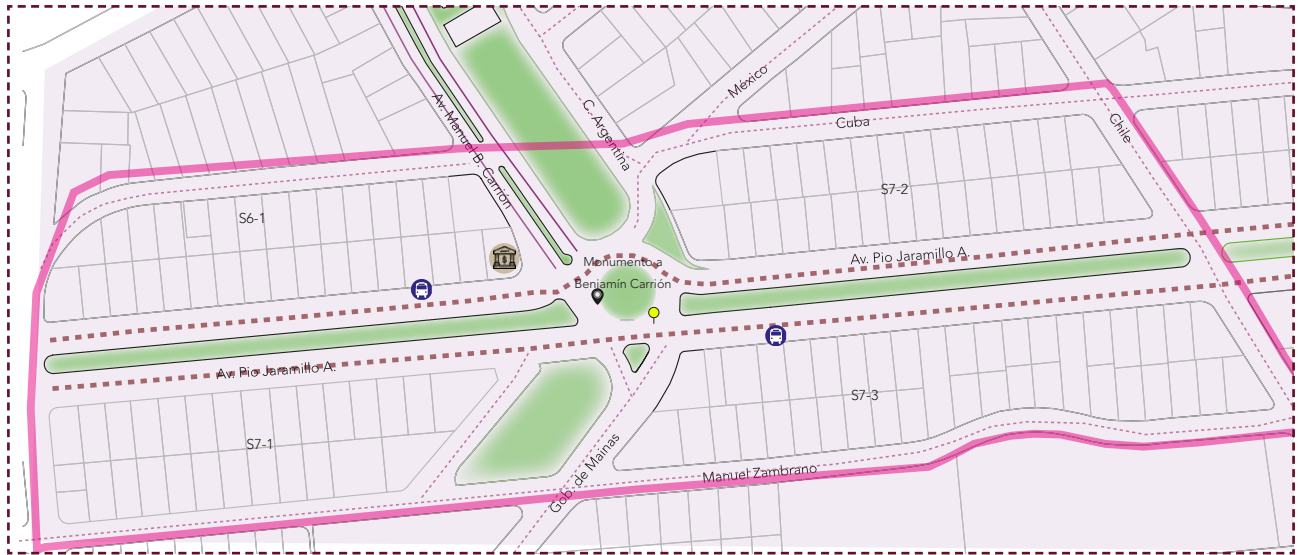 México
C. Argentina
Av. Manuel B. Carrión
Cuba
Chile
S7-2
S6-1
Av. Pio Jaramillo A.
Monumento a
Benjamín Carrión
Av. Pio Jaramillo A.
S7-3
S7-1
Gob. de Mainas
Manuel Zambrano